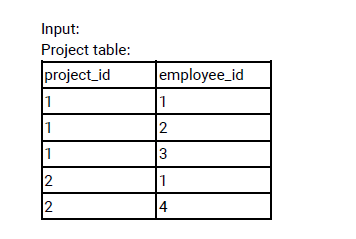 Input:
Project table:
project_id employee_id
1 1
1 2
1 3
2 1
2 4